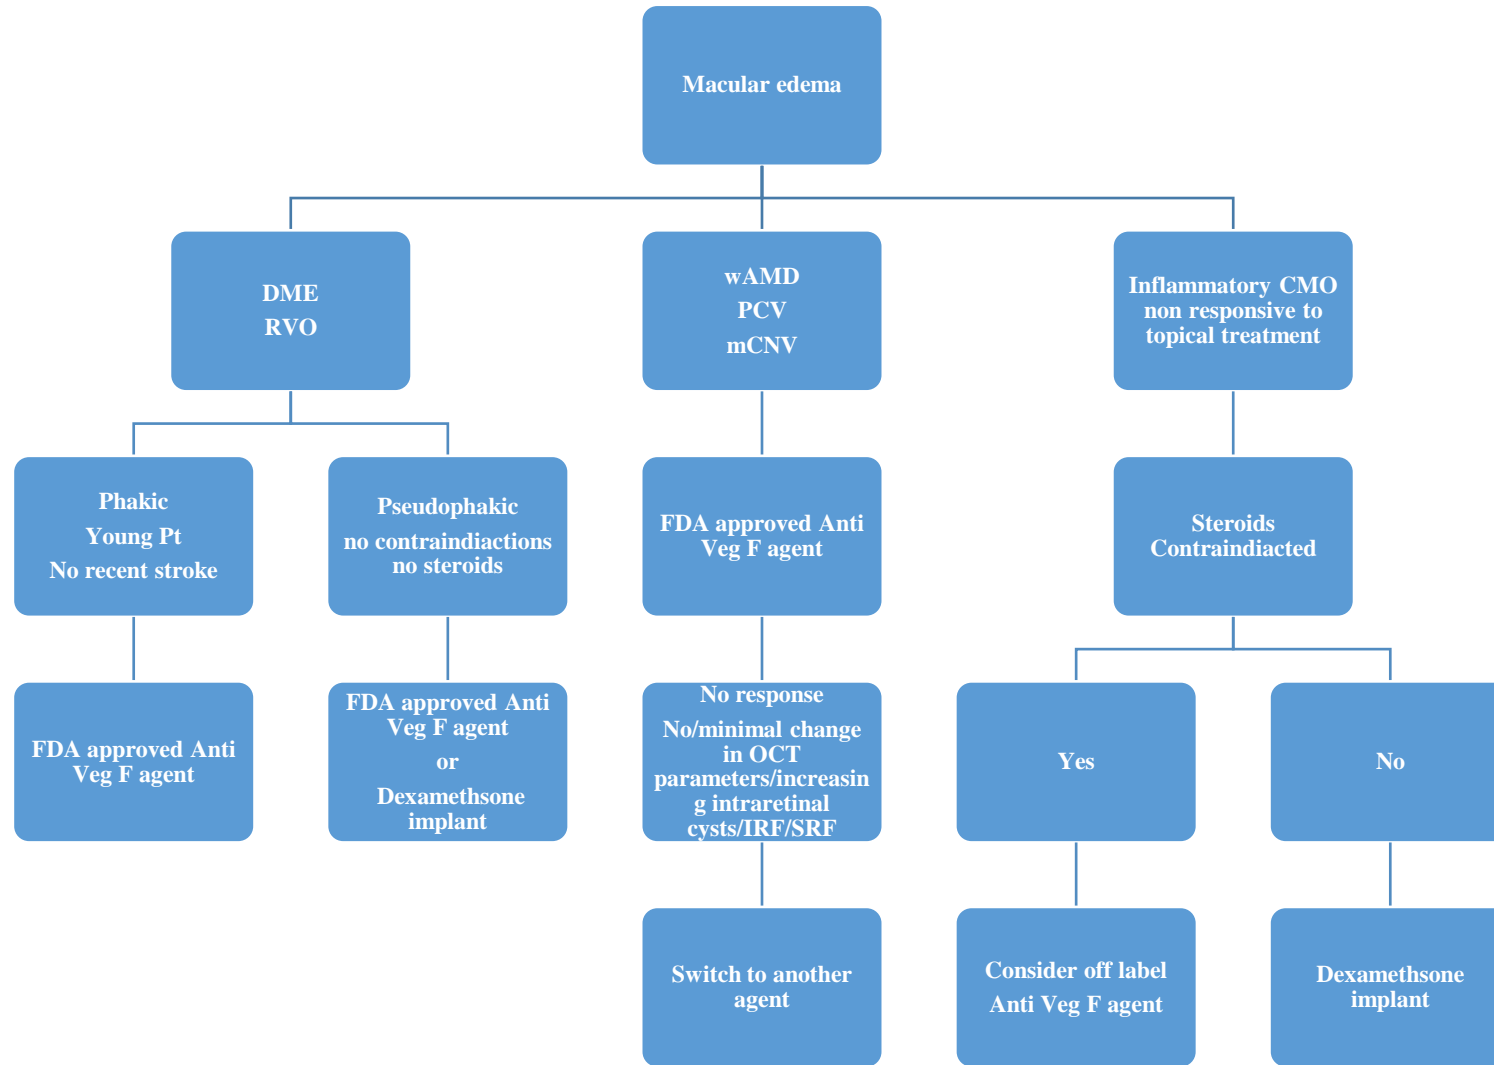 Macular edema
DME
RVO
wAMD
PCV
mCNV
Inflammatory CMO
non responsive to
topical treatment
Phakic
Young Pt
No recent stroke
Pseudophakic
no contraindiactions
no steroids
FDA approved Anti
Veg F agent
Steroids
Contraindiacted
FDA approved Anti
Veg F agent
FDA approved Anti
Veg F agent
or
Dexamethsone
implant
No response
No/minimal change
in OCT
parameters/increasin
g intraretinal
cysts/IRF/SRF
Yes
No
Switch to another
agent
Consider off label
Anti Veg F agent
Dexamethsone
implant